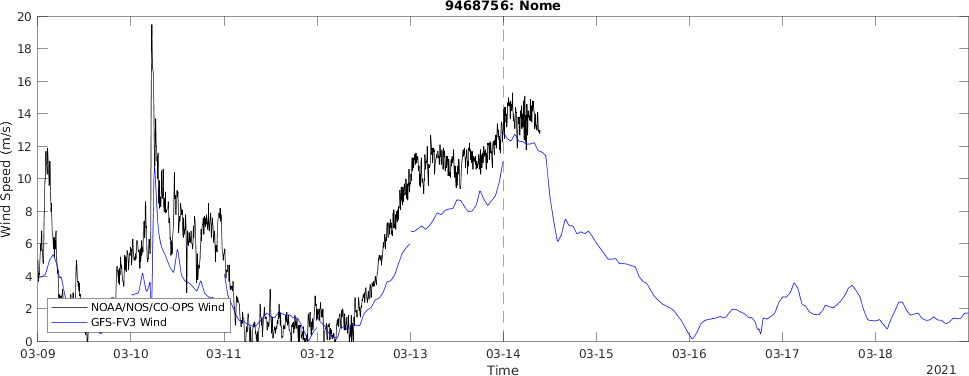 9468756: Nome
20
18
16
14
12
10
8
6
4
2
0
Wind Speed (m/s)
NOAA/NOS/CO-OPS Wind
GFS-FV3 Wind
03-09 03-10 03-11 03-12 03-13 03-14 03-15 03-16 03-17 03-18
Time
2021